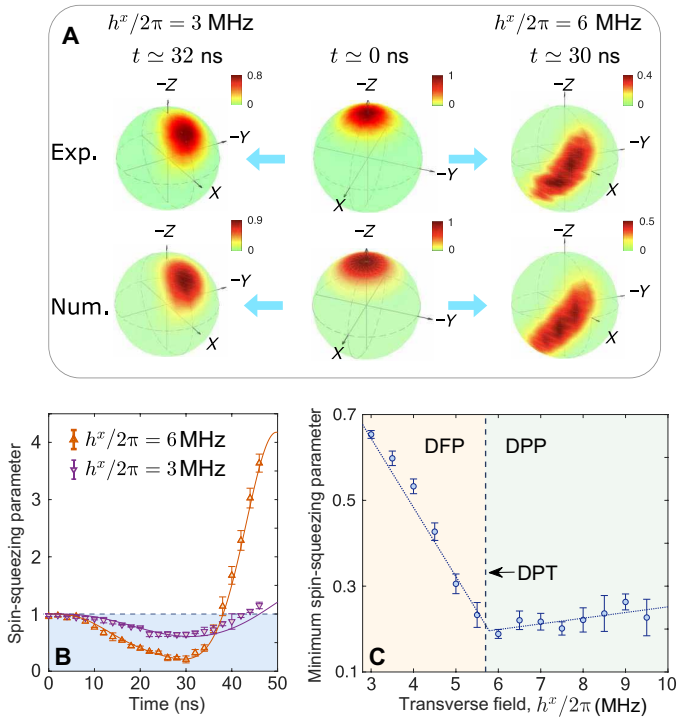 A
h^x/2π = 3 MHz
h^x/2π = 6 MHz
t ≃ 32 ns
t ≃ 0 ns
t ≃ 30 ns
−Z 0.8 0 −Y X
−Z 1 0 −Y X
−Z 0.4 0 −Y X
Exp.
−Z 0.9 0 −Y X
−Z 1 0 −Y X
−Z 0.5 0 −Y X
Num.
Spin-squeezing parameter
4
3
2
1
0
h^x/2π = 6 MHz
h^x/2π = 3 MHz
B
0 10 20 30 40 50
Time (ns)
Minimum spin-squeezing parameter
0.7
0.5
0.3
0.1
DFP
DPP
DPT
C
3 4 5 6 7 8 9 10
Transverse field, h^x/2π (MHz)